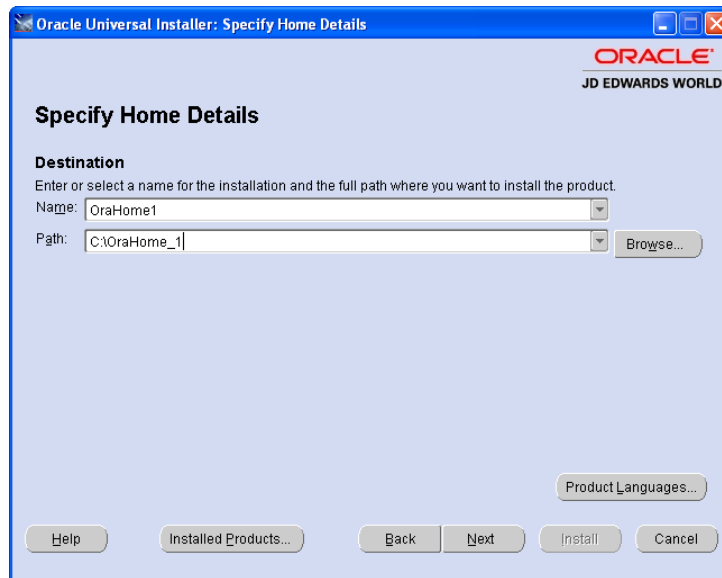 Oracle Universal Installer: Specify Home Details
ORACLE
JD EDWARDS WORLD
Specify Home Details
Destination
Enter or select a name for the installation and the full path where you want to install the product.
Name: OraHome1
Path: C:\OraHome_1 Browse...
Product Languages...
Help Installed Products... Back Next Install Cancel